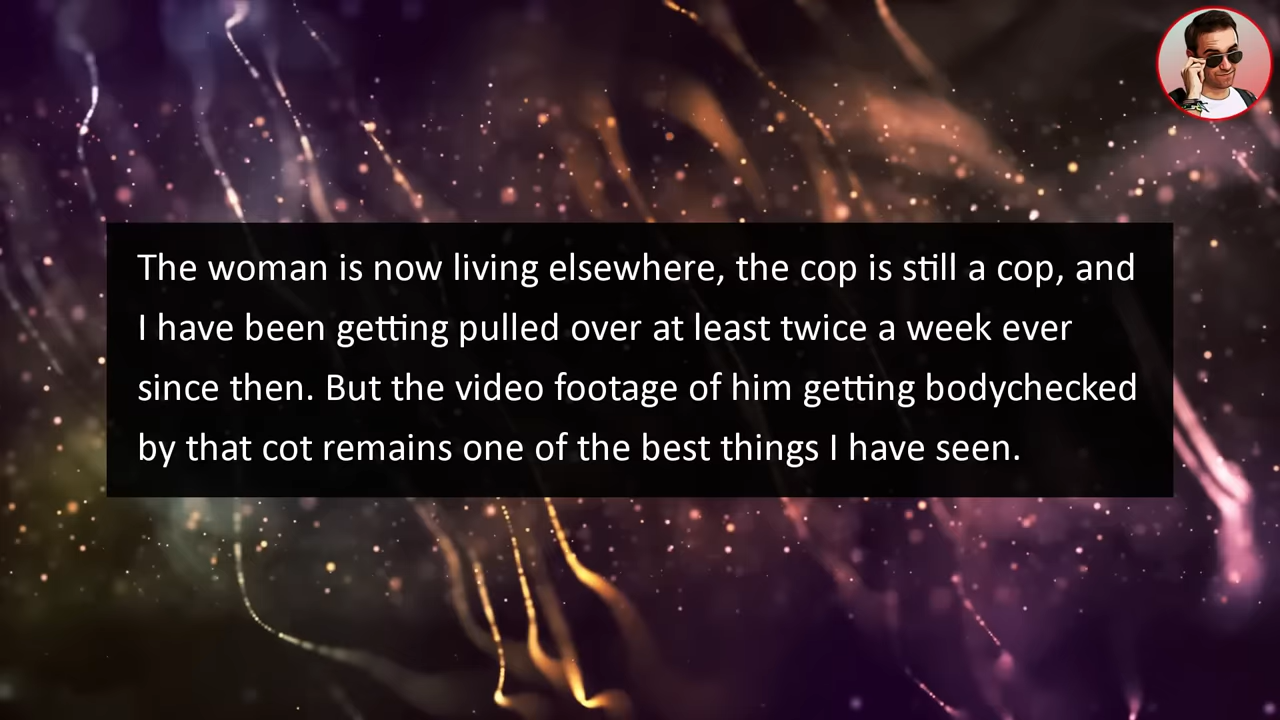 The woman is now living elsewhere, the cop is still a cop, and
I have been getting pulled over at least twice a week ever
since then. But the video footage of him getting bodychecked
by that cot remains one of the best things I have seen.